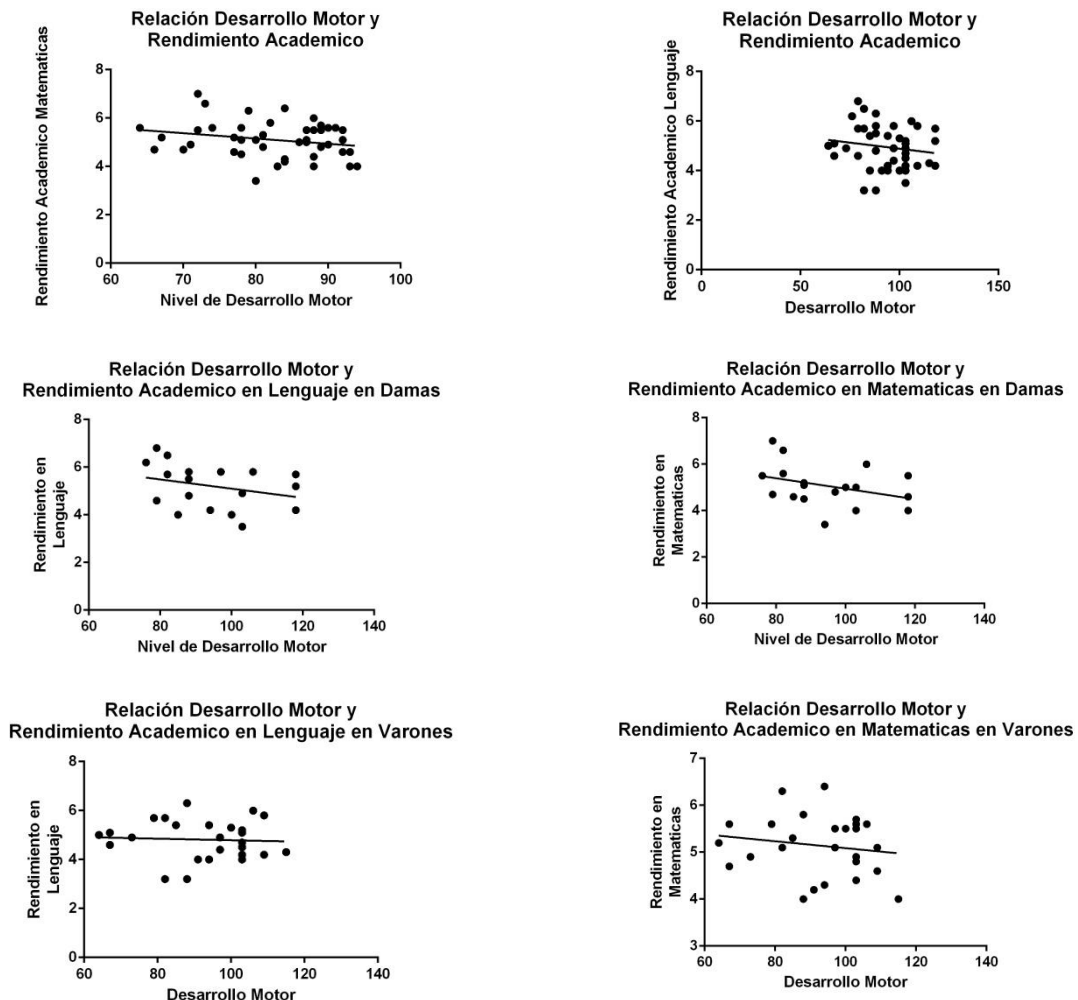 Relación Desarrollo Motor y
Rendimiento Academico
Rendimiento Academico Matematicas
8
6
4
2
0
60 70 80 90 100
Nivel de Desarrollo Motor
Relación Desarrollo Motor y
Rendimiento Academico
Rendimiento Academico Lenguaje
8
6
4
2
0
0 50 100 150
Desarrollo Motor
Relación Desarrollo Motor y
Rendimiento Academico en Lenguaje en Damas
Rendimiento en
Lenguaje
8
6
4
2
0
60 80 100 120 140
Nivel de Desarrollo Motor
Relación Desarrollo Motor y
Rendimiento Academico en Matematicas en Damas
Rendimiento en
Matematicas
8
6
4
2
0
60 80 100 120 140
Nivel de Desarrollo Motor
Relación Desarrollo Motor y
Rendimiento Academico en Lenguaje en Varones
Rendimiento en
Lenguaje
8
6
4
2
0
60 80 100 120 140
Desarrollo Motor
Relación Desarrollo Motor y
Rendimiento Academico en Matematicas en Varones
Rendimiento en
Matematicas
7
6
5
4
3
60 80 100 120 140
Desarrollo Motor